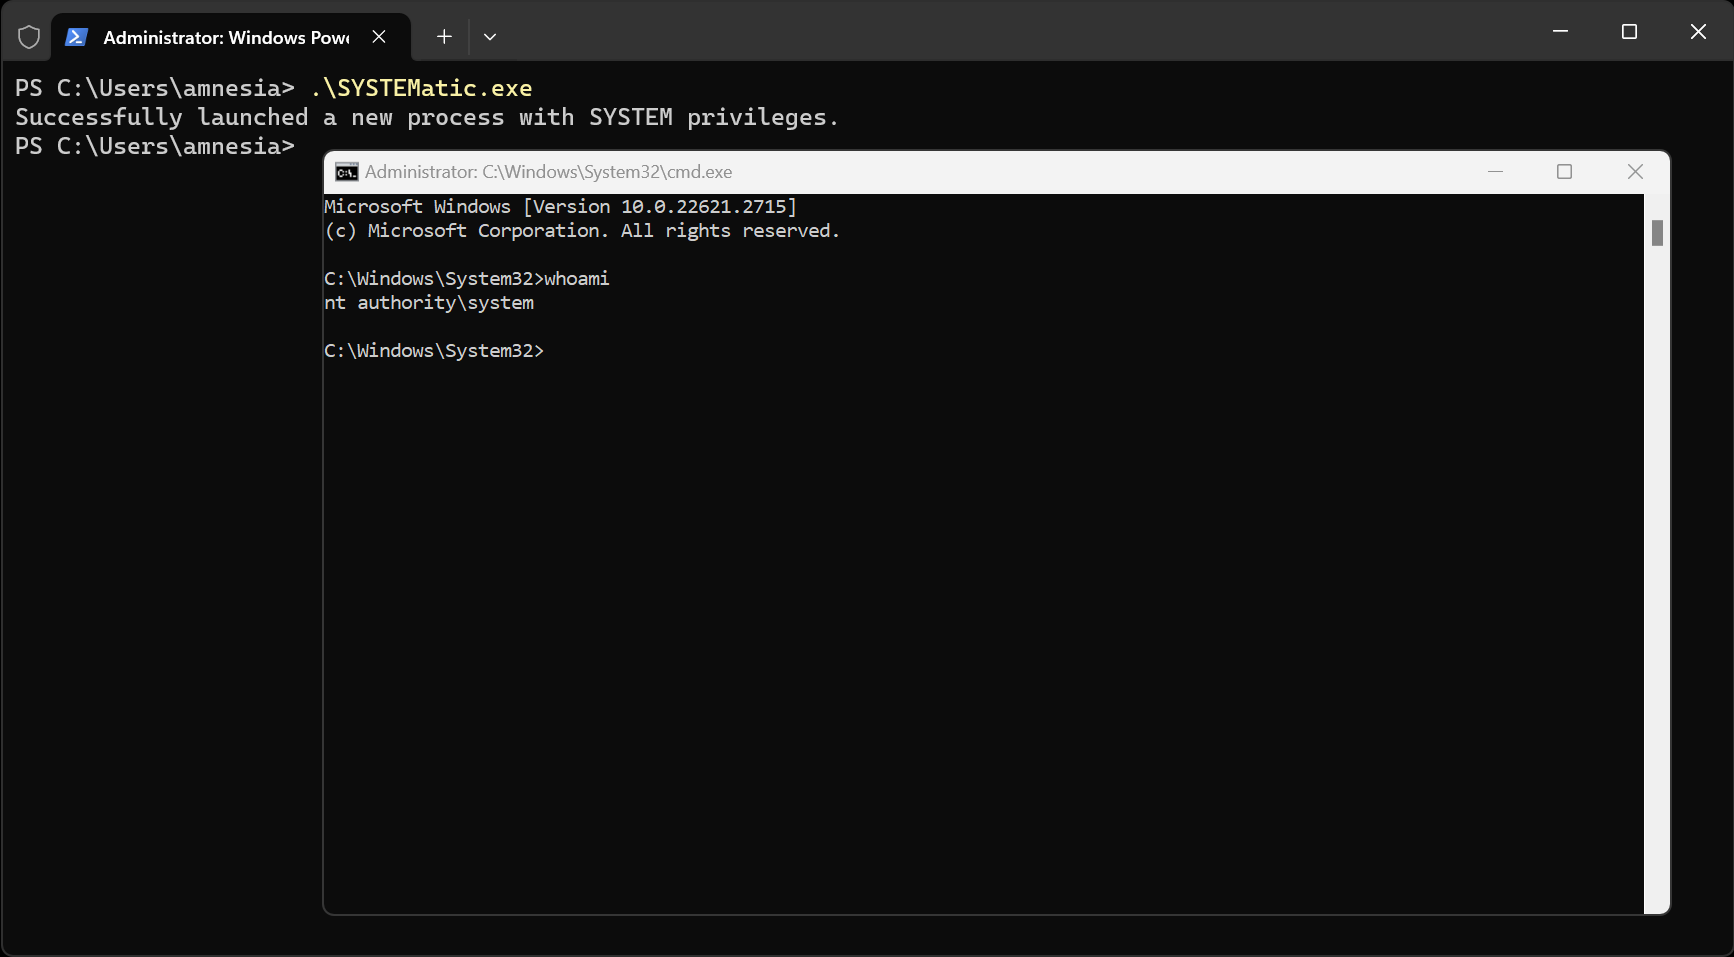 Administrator: Windows Powe
PS C:\Users\amnesia> .\SYSTEMatic.exe
Successfully launched a new process with SYSTEM privileges.
PS C:\Users\amnesia>
Administrator: C:\Windows\System32\cmd.exe
Microsoft Windows [Version 10.0.22621.2715]
(c) Microsoft Corporation. All rights reserved.
C:\Windows\System32>whoami
nt authority\system
C:\Windows\System32>